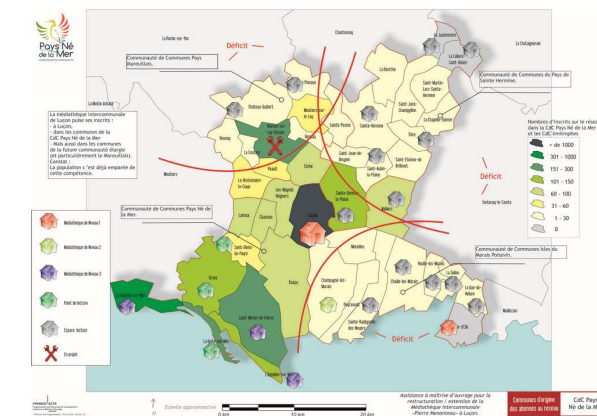 Pays Né
de la Mer
La Roche-sur-Yon
Chantonnay
La Chataigneraie
Déficit
La Jaudonnière
La Caillère
Saint-Hilaire
Communauté de Communes Pays
Mareuillais.
Communauté de Communes du Pays de
Sainte Hermine.
La Réorthe
Saint-Martin-
Lars-Sainte-
Hermine
Château-Guibert
Moutiers-sur-
le-Lay
Saint-Juire-
Champgillon
La Chapelle-Thémer
La médiathèque intercommunale
de Luçon puise ses inscrits :
- à Luçon,
- dans les communes de la
CdC Pays Né de la Mer
- Mais aussi dans les communes
de la future communauté élargie
(et particulièrement le Mareuillais).
Constat :
La population s 'est déjà emparée de
cette compétence.
Rosnay
Mareuil-sur-
Lay-Dissais
Bessay
Sainte-Pexine
Sainte-Hermine
Thiré
La Couture
Corbe
Saint-Jean-de-
Beugné
Saint-Etienne-de-
Brillouet
Saint-Aubin-
la-Plaine
Moutiers
Péault
La Bretonnière-
la-Claye
Les Magnils
Reigniers
Sainte-Gemme-
la-Plaine
Nalliers
Déficit
Fontenay-le-Comte
Nombres d'inscrits sur le réseau
dans la CdC Pays Né de la Mer
et les CdC limitrophes
+ de 1000
301 - 1000
151 - 300
101 - 150
60 - 100
31 - 60
1 - 30
0
Communauté de Communes Pays Né de
la Mer.
Lairoux
Chasnais
Luçon
Médiathèque de Niveau 1
Médiathèque de Niveau 2
Médiathèque de Niveau 3
Point de lecture
Espace lecture
En projet
Saint-Denis-
du-Payré
Mouzeuil
Communauté de Communes Isles du
Marais Poitevin.
Grues
Triaize
Champagné-les-
Marais
Puyravault
Sainte-Radégonde
des Noyers
Chaillé-les-Marais
Vouillé-les-Marais
La Taillée
Le Gué-de-
Velluire
Maillezais
Saint-Michel-en-l'Herm
La Tranche-sur-Mer
La Faute-sur-Mer
L'Aiguillon-sur-Mer
Déficit
Echelle approximative
N
0
10 km
20 km
Assistance à maîtrise d'ouvrage pour la
restructuration / extension de la
Médiathèque Intercommunale
«Pierre Menanteau» à Luçon.
Communes d'origine
des abonnés au réseau
CdC Pays
Né de la M